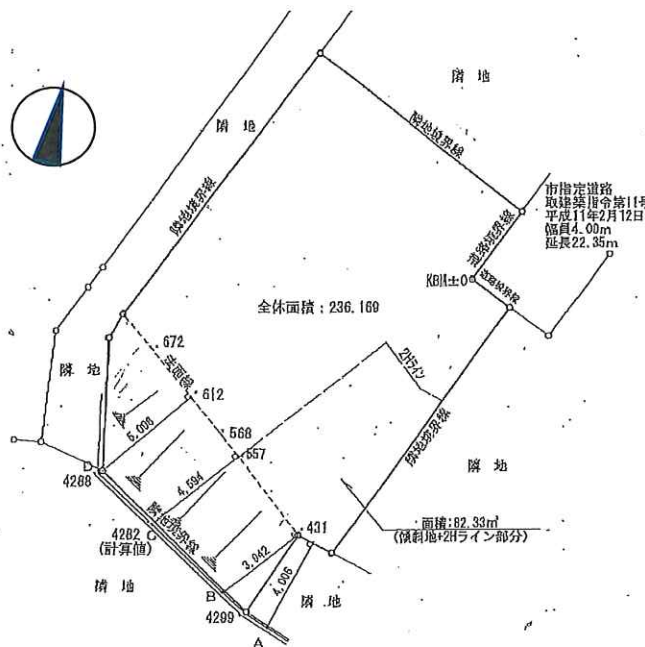 隣 地
隣 地
隣地境界線
市指定道路
取建築指令第11号
平成11年2月12日
幅員4.00m
延長22.35m
隣地境界線
道路境界線
KBM±0
道路境界線
全体面積：236.169
2Hライン
672
法面線
隣 地
612
5,006
568
557
隣地境界線
隣 地
D
4288
4,594
隣地境界線
431
面積:82.33㎡
(傾斜地+2Hライン部分)
4282
(計算値)
C
3,042
4,006
隣 地
B
隣 地
4299
A